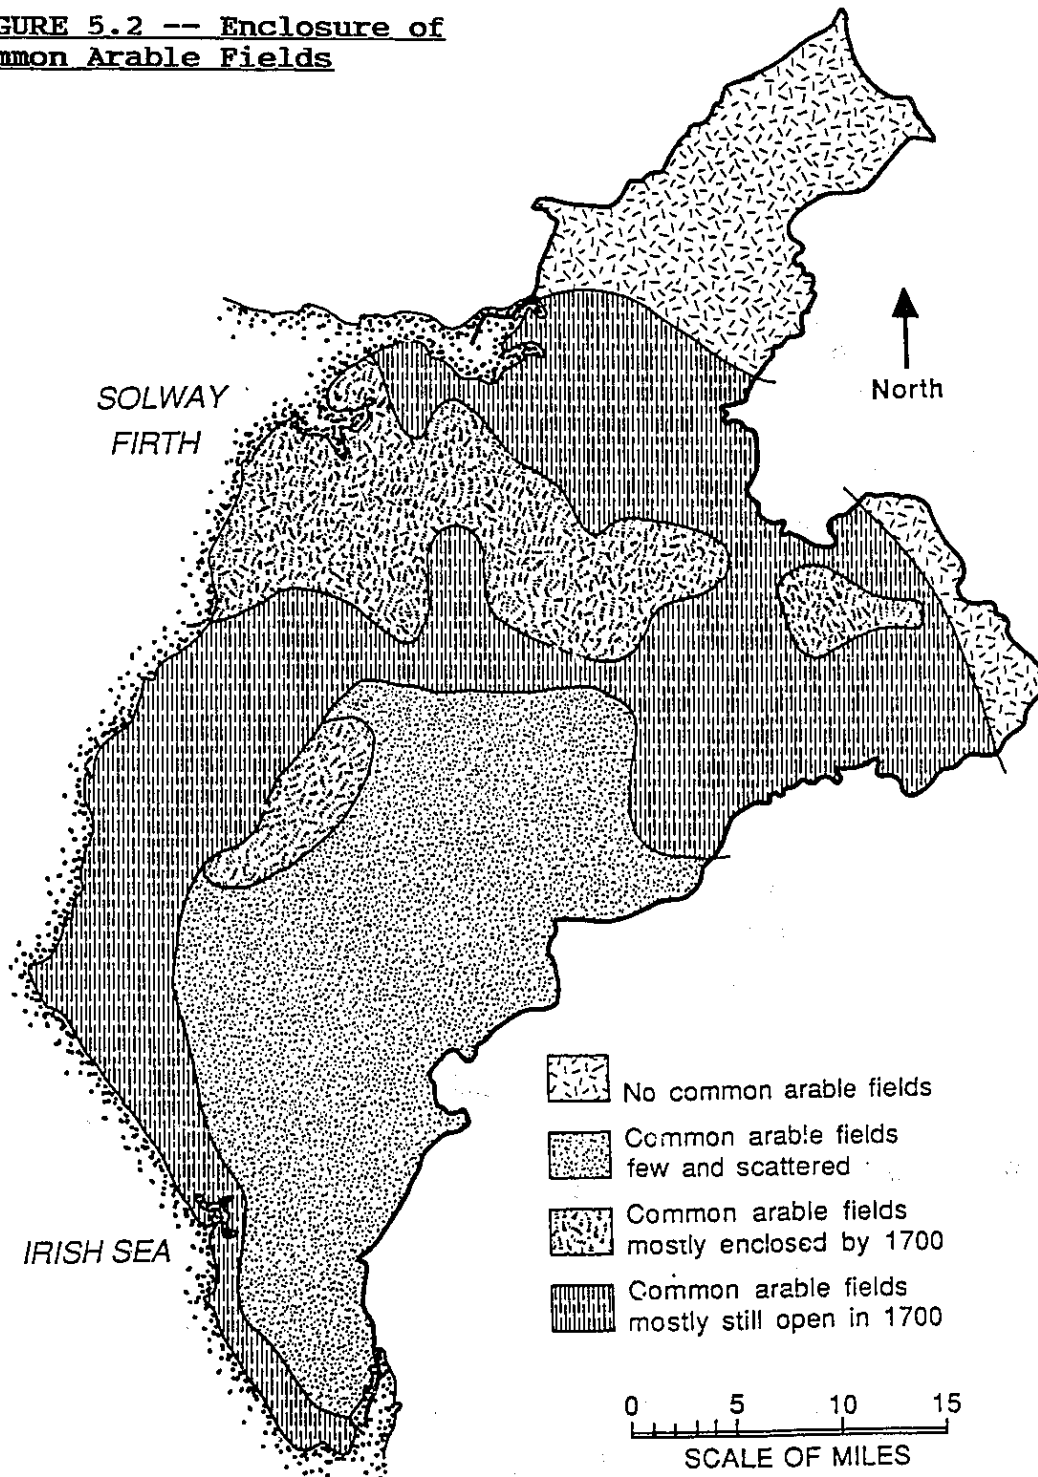 GURE 5.2 -- Enclosure of
mmon Arable Fields
North
SOLWAY
FIRTH
No common arable fields
Common arable fields
few and scattered
Common arable fields
mostly enclosed by 1700
Common arable fields
mostly still open in 1700
IRISH SEA
0 5 10 15
SCALE OF MILES